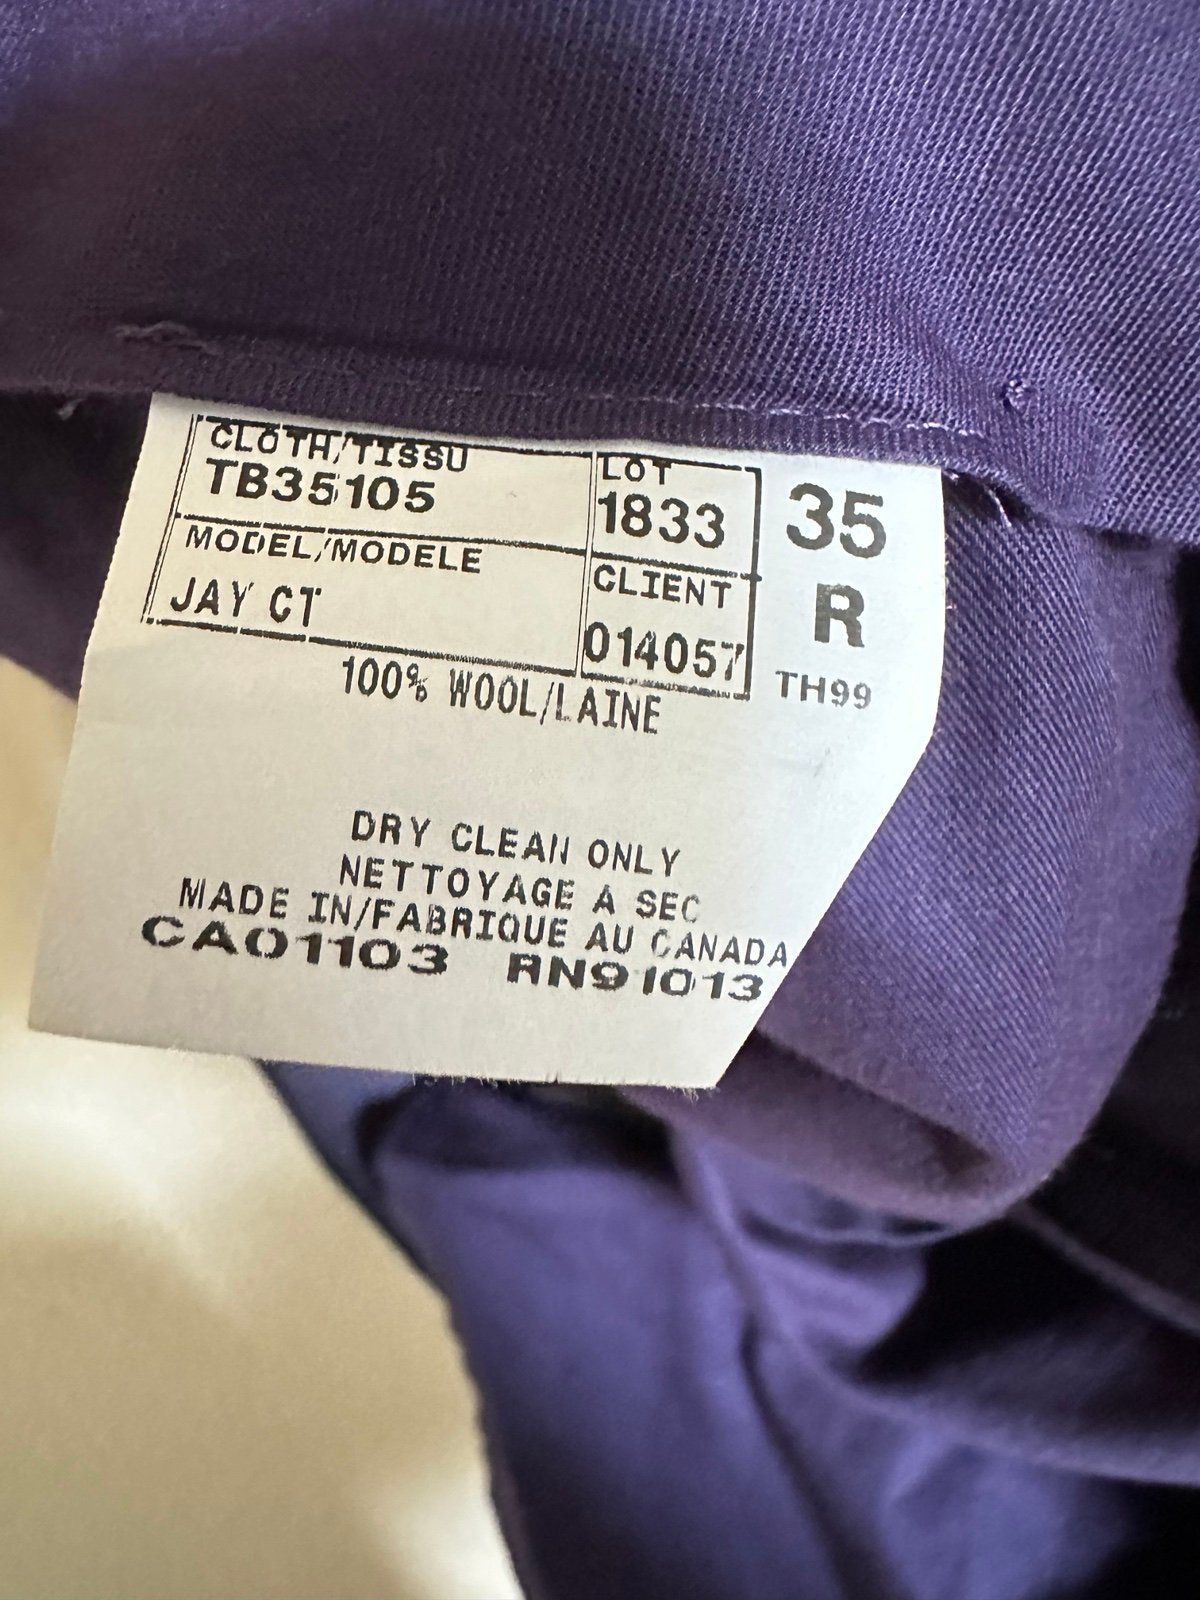 CLOTH/TISSU
TB35105
LOT
1833
MODEL/MODELE
JAY CT
CLIENT
014057
35
R
TH99
100% WOOL/LAINE
DRY CLEAN ONLY
NETTOYAGE A SEC
MADE IN/FABRIQUE AU CANADA
CA01103 RN91013